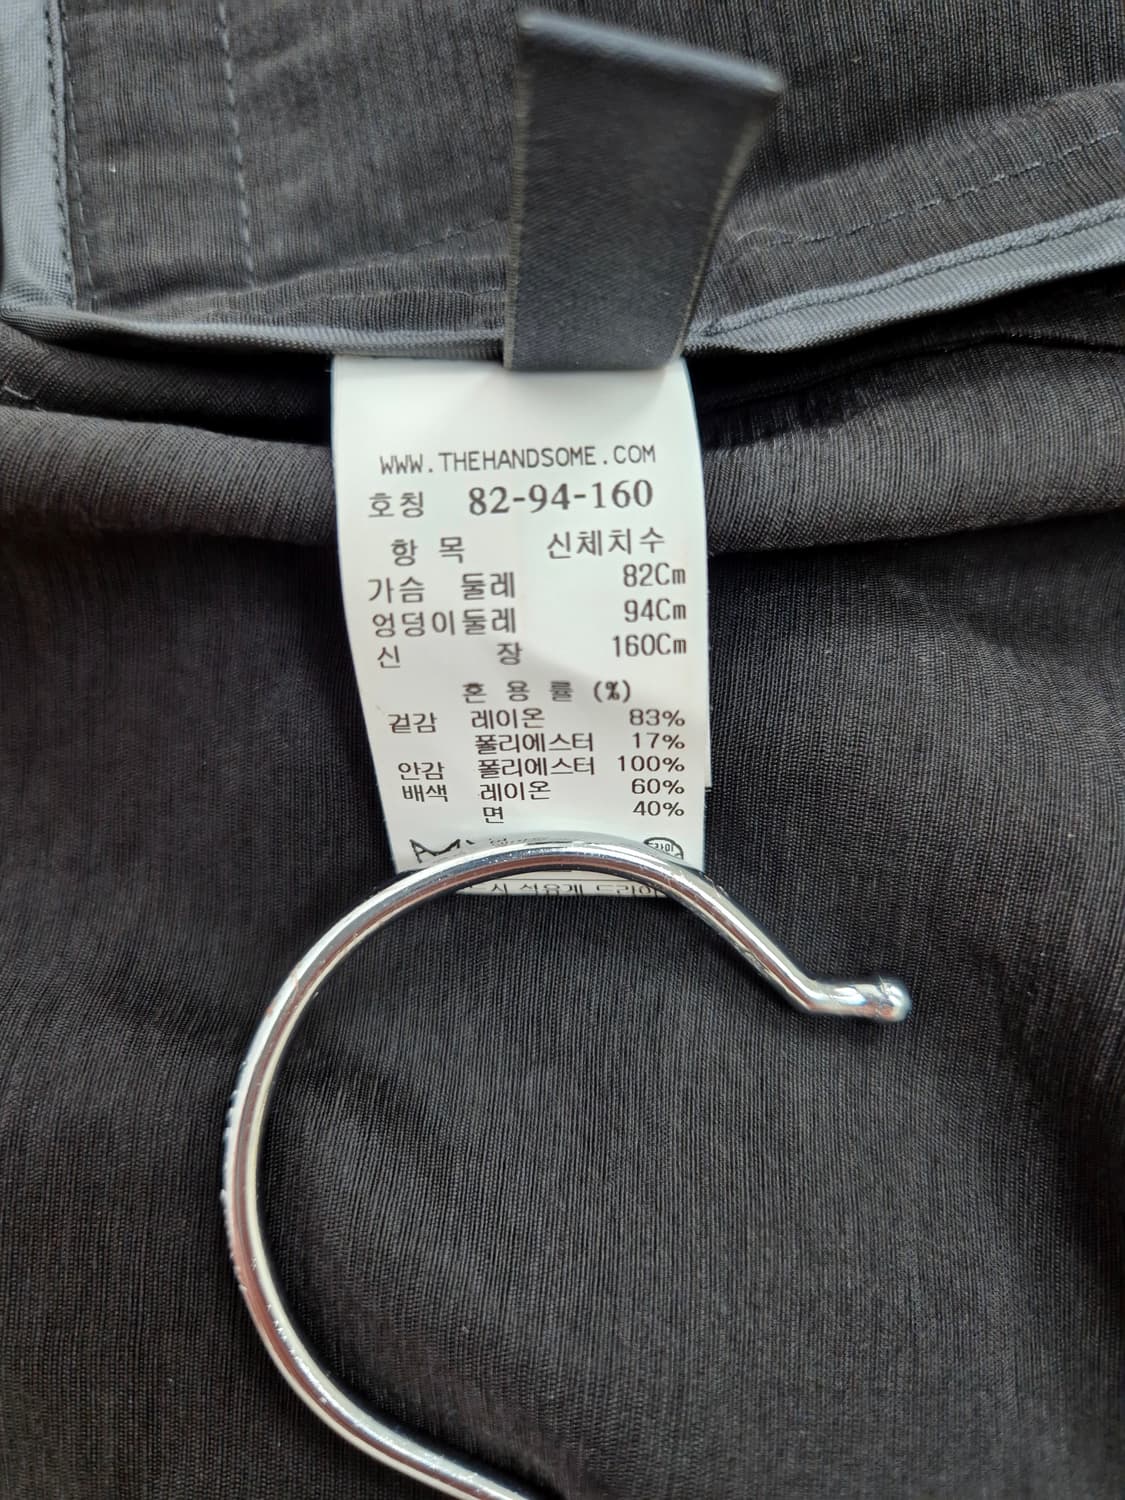 WWW.THEHANDSOME.COM
호칭 82-94-160
항 목 신체치수
가슴 둘레 82Cm
엉덩이둘레 94Cm
신 장 160Cm
혼 용 률 (%)
겉감 레이온 83%
폴리에스터 17%
안감 폴리에스터 100%
배색 레이온 60%
면 40%